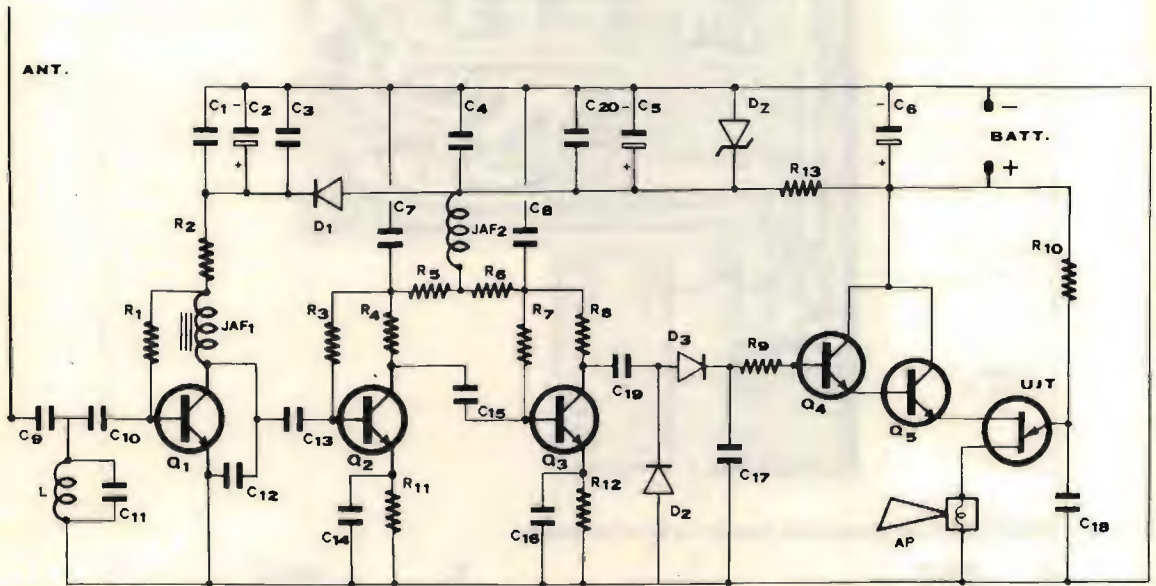 ANT.
C1 - C2 C3 C4 C20 - C5 DZ - C6 -
+ + + BATT.
+
R13
R2 D1 C7 JAF2 C8
R10
R1 JAF1 R3 R4 R5 R6 R7 R8 D3 R9
Q4 UJT
C9 C10 Q1 C13 Q2 C15 Q3 C19 Q5
L C11 C12 C14 R11 C16 R12 D2 C17 AP C18